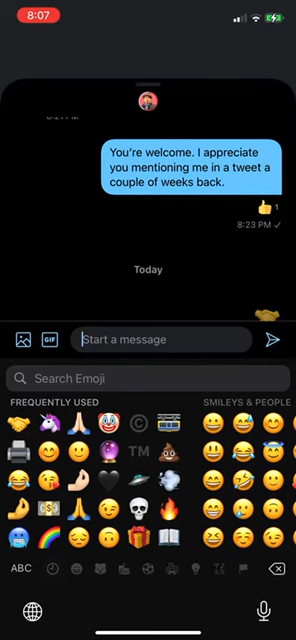 8:07
You're welcome. I appreciate
you mentioning me in a tweet a
couple of weeks back.
1
8:23 PM ✓
Today
GIF
Start a message
Search Emoji
FREQUENTLY USED
SMILEYS & PEOPLE
TM
ABC